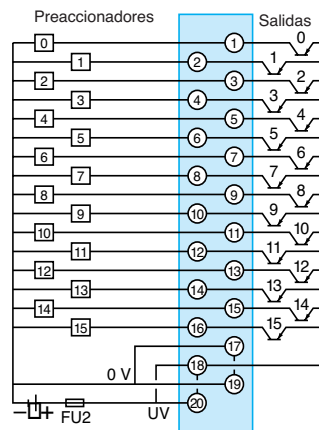 Preaccionadores Salidas
0 1 0
1 2 1
2 3 2
3 4 3
4 5 4
5 6 5
6 7 6
7 8 7
8 9 8
9 10 9
10 11 10
11 12 11
12 13 12
13 14 13
14 15 14
15 16 15
17
18
0 V 19
− + FU2 UV 20